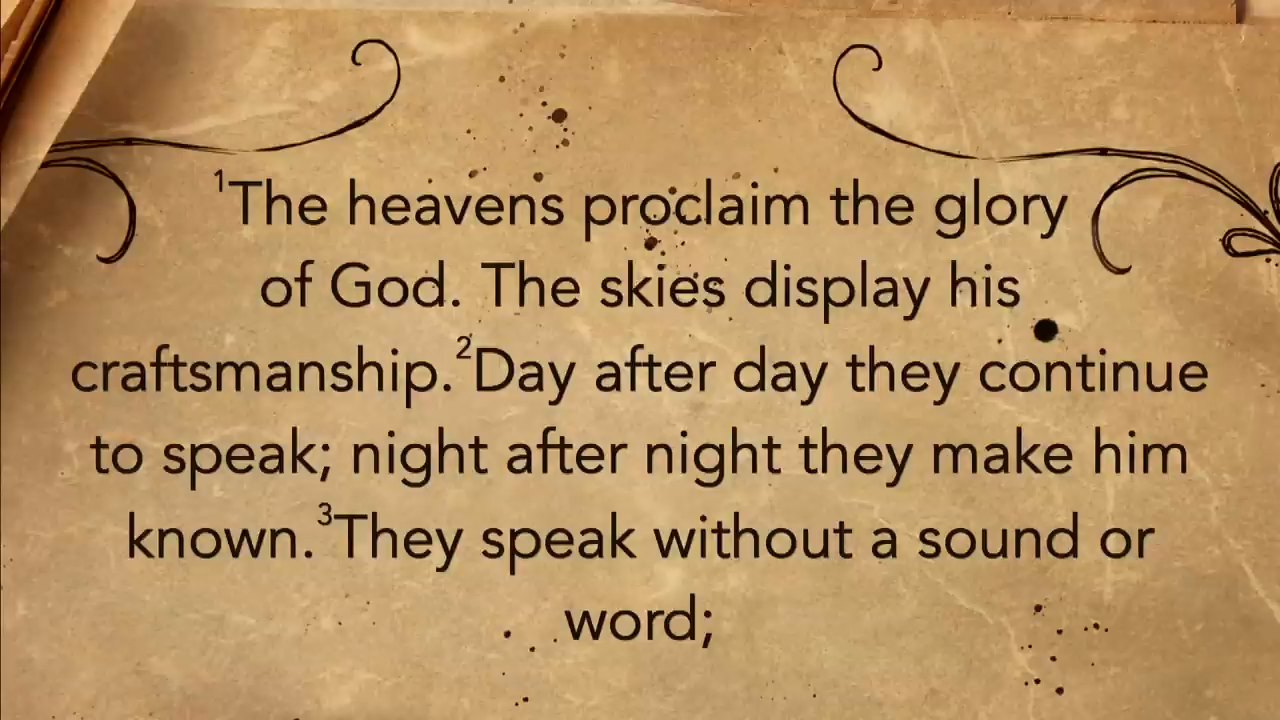 ¹The heavens proclaim the glory
of God. The skies display his
craftsmanship.²Day after day they continue
to speak; night after night they make him
known.³They speak without a sound or
word;